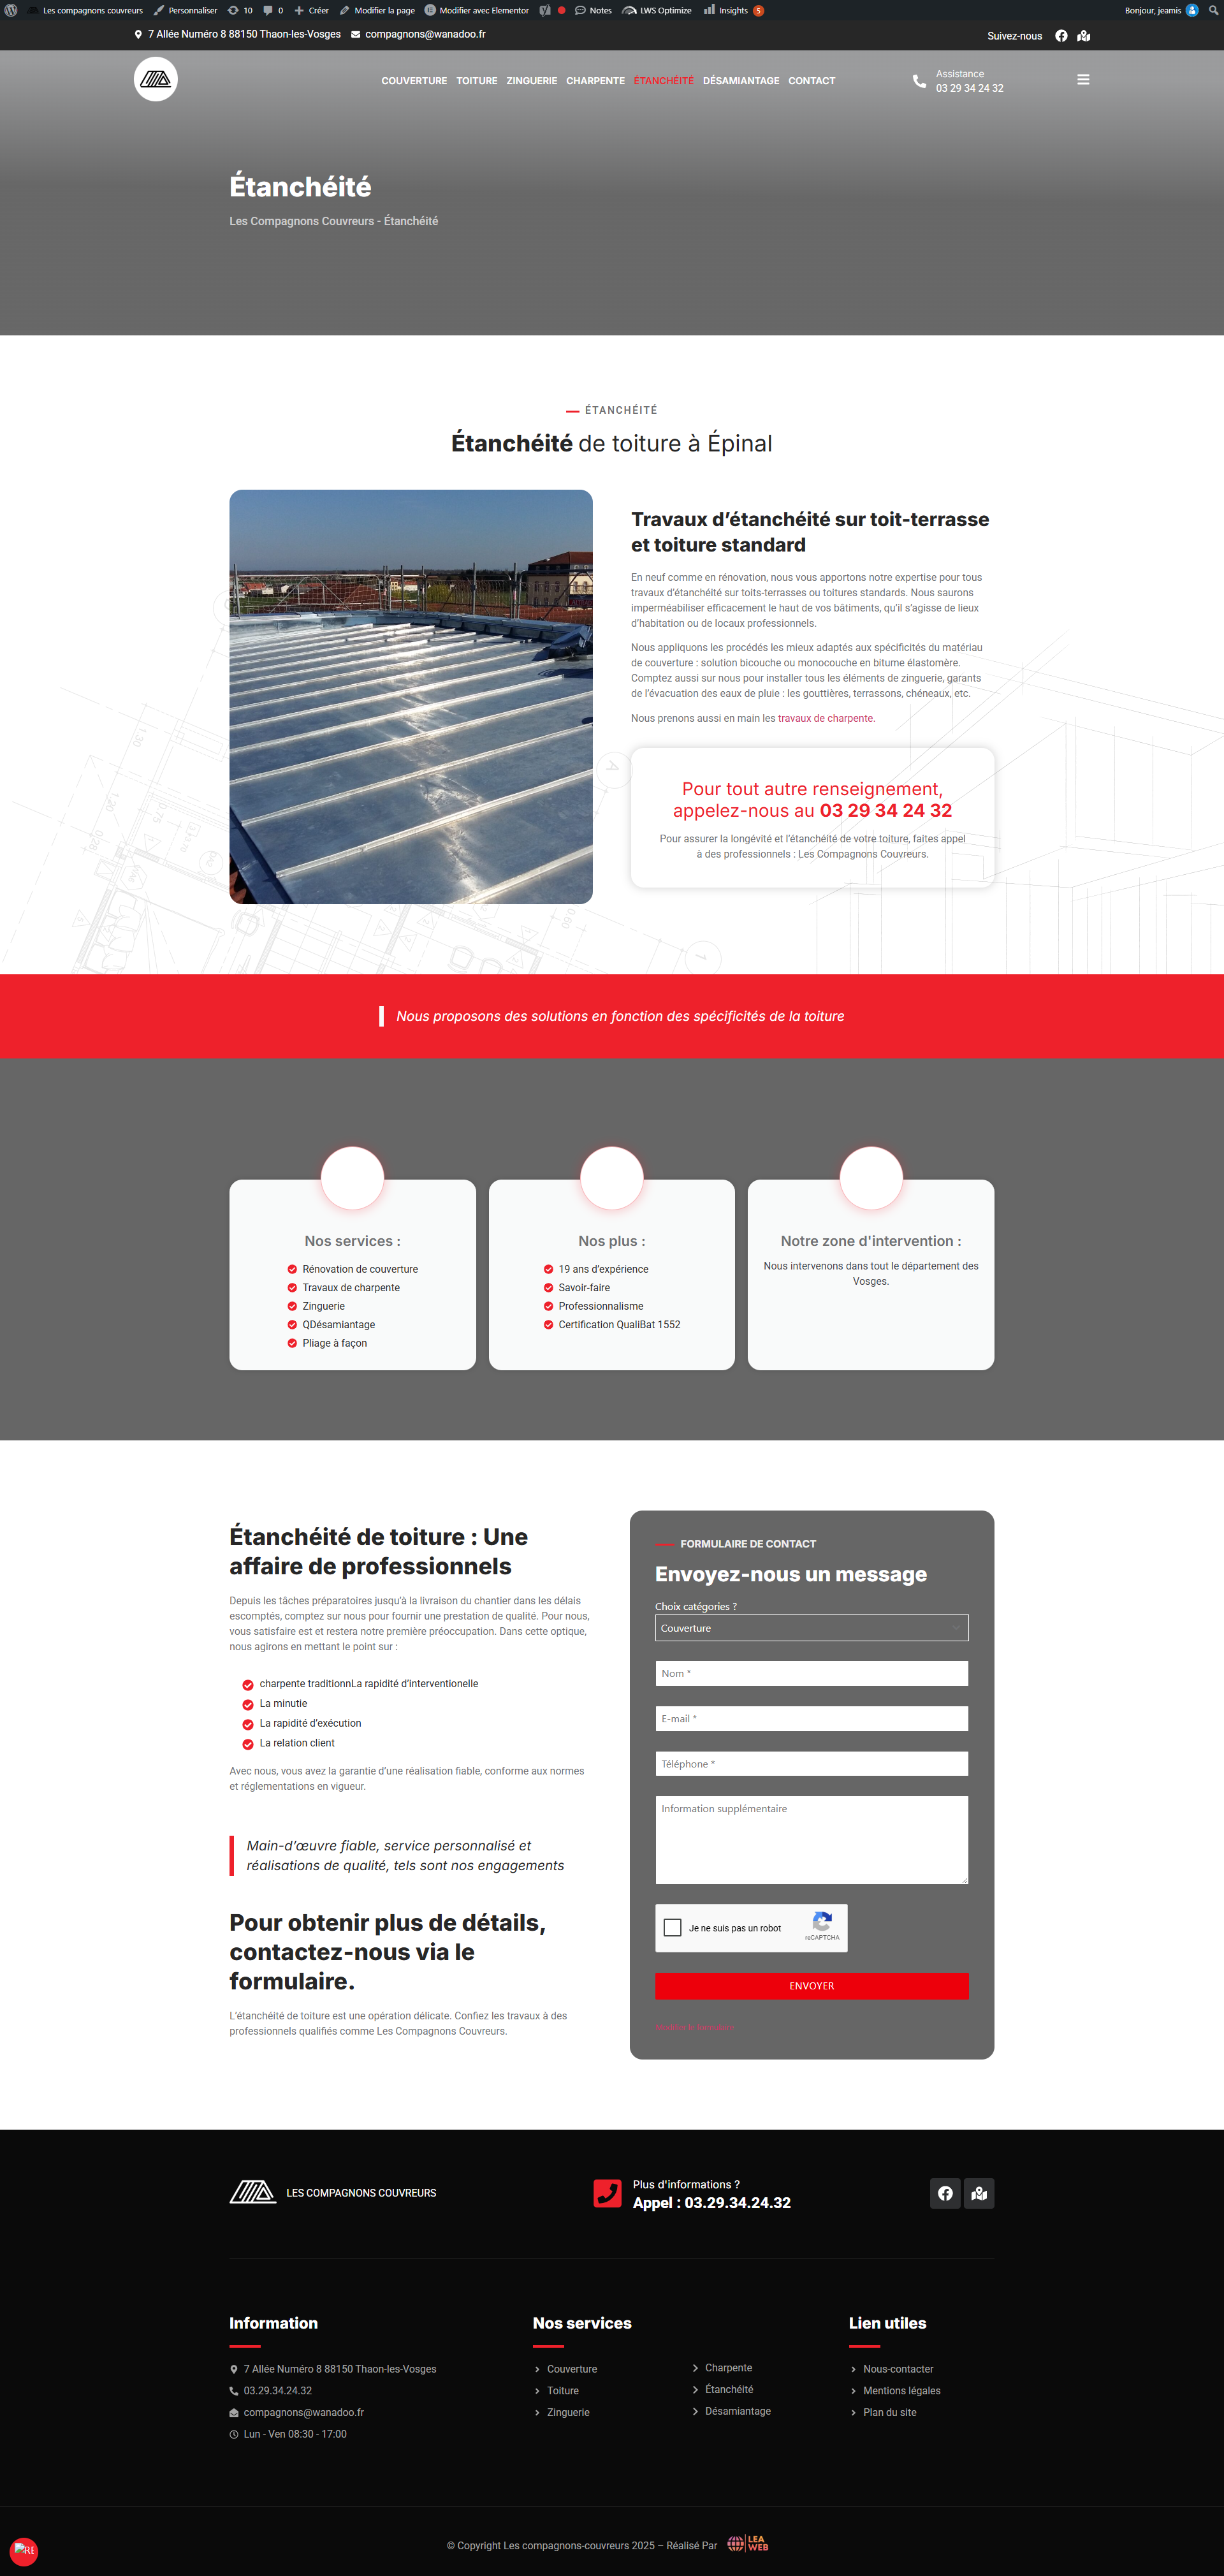 Les compagnons couvreurs Personnaliser 10 0 Créer Modifier la page Modifier avec Elementor Notes LWS Optimize Insights 5 Bonjour, jeamis
7 Allée Numéro 8 88150 Thaon-les-Vosges compagnons@wanadoo.fr Suivez-nous
COUVERTURE TOITURE ZINGUERIE CHARPENTE ÉTANCHÉITÉ DÉSAMIANTAGE CONTACT
Assistance
03 29 34 24 32
Étanchéité
Les Compagnons Couvreurs - Étanchéité
ÉTANCHÉITÉ
Étanchéité de toiture à Épinal
Travaux d’étanchéité sur toit-terrasse
et toiture standard
En neuf comme en rénovation, nous vous apportons notre expertise pour tous
travaux d’étanchéité sur toits-terrasses ou toitures standards. Nous saurons
imperméabiliser efficacement le haut de vos bâtiments, qu’il s’agisse de lieux
d’habitation ou de locaux professionnels.
Nous appliquons les procédés les mieux adaptés aux spécificités du matériau
de couverture : solution bicouche ou monocouche en bitume élastomère.
Comptez aussi sur nous pour installer tous les éléments de zinguerie, garants
de l’évacuation des eaux de pluie : les gouttières, terrassons, chéneaux, etc.
Nous prenons aussi en main les travaux de charpente.
Pour tout autre renseignement,
appelez-nous au 03 29 34 24 32
Pour assurer la longévité et l’étanchéité de votre toiture, faites appel
à des professionnels : Les Compagnons Couvreurs.
Nous proposons des solutions en fonction des spécificités de la toiture
Nos services :
Rénovation de couverture
Travaux de charpente
Zinguerie
QDésamiantage
Pliage à façon
Nos plus :
19 ans d’expérience
Savoir-faire
Professionnalisme
Certification QualiBat 1552
Notre zone d'intervention :
Nous intervenons dans tout le département des
Vosges.
Étanchéité de toiture : Une
affaire de professionnels
Depuis les tâches préparatoires jusqu’à la livraison du chantier dans les délais
escomptés, comptez sur nous pour fournir une prestation de qualité. Pour nous,
vous satisfaire est et restera notre première préoccupation. Dans cette optique,
nous agirons en mettant le point sur :
charpente traditionnLa rapidité d’interventionelle
La minutie
La rapidité d’exécution
La relation client
Avec nous, vous avez la garantie d’une réalisation fiable, conforme aux normes
et réglementations en vigueur.
Main-d’œuvre fiable, service personnalisé et
réalisations de qualité, tels sont nos engagements
Pour obtenir plus de détails,
contactez-nous via le
formulaire.
L’étanchéité de toiture est une opération délicate. Confiez les travaux à des
professionnels qualifiés comme Les Compagnons Couvreurs.
FORMULAIRE DE CONTACT
Envoyez-nous un message
Choix catégories ?
Couverture
Nom *
E-mail *
Téléphone *
Information supplémentaire
Je ne suis pas un robot
reCAPTCHA
ENVOYER
LES COMPAGNONS COUVREURS
Plus d'informations ?
Appel : 03.29.34.24.32
Information
7 Allée Numéro 8 88150 Thaon-les-Vosges
03.29.34.24.32
compagnons@wanadoo.fr
Lun - Ven 08:30 - 17:00
Nos services
Couverture
Toiture
Zinguerie
Charpente
Étanchéité
Désamiantage
Lien utiles
Nous-contacter
Mentions légales
Plan du site
© Copyright Les compagnons-couvreurs 2025 – Réalisé Par
LEA
WEB